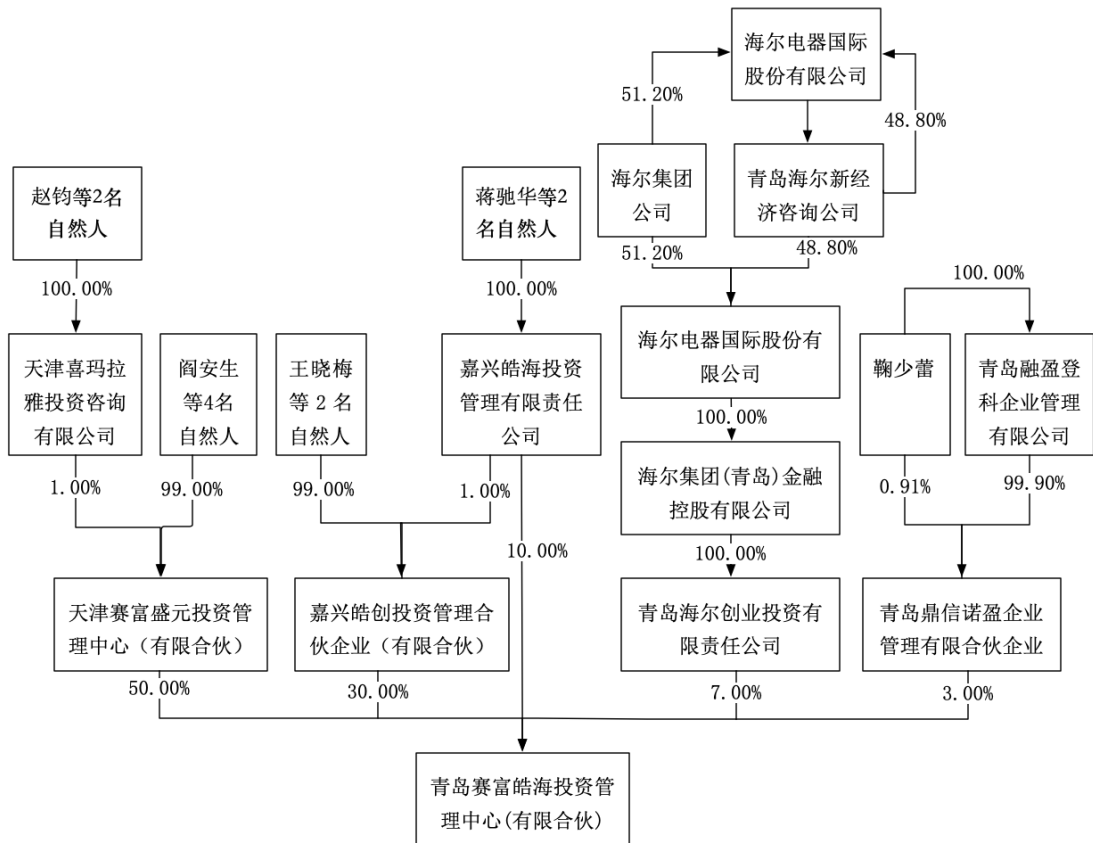 海尔电器国际
股份有限公司
51.20%
48.80%
赵钧等2名
自然人
蒋驰华等2
名自然人
海尔集团
公司
青岛海尔新经
济咨询公司
100.00%
100.00%
51.20%
48.80%
100.00%
天津喜玛拉
雅投资咨询
有限公司
阎安生
等4名
自然人
王晓梅
等 2 名
自然人
嘉兴皓海投资
管理有限责任
公司
海尔电器国际股份有
限公司
鞠少蕾
青岛融盈登
科企业管理
有限公司
100.00%
1.00%
99.00%
99.00%
1.00%
海尔集团(青岛)金融
控股有限公司
0.91%
99.90%
10.00%
100.00%
天津赛富盛元投资管
理中心（有限合伙）
嘉兴皓创投资管理合
伙企业（有限合伙）
青岛海尔创业投资有
限责任公司
青岛鼎信诺盈企业
管理有限合伙企业
50.00%
30.00%
7.00%
3.00%
青岛赛富皓海投资管
理中心(有限合伙)